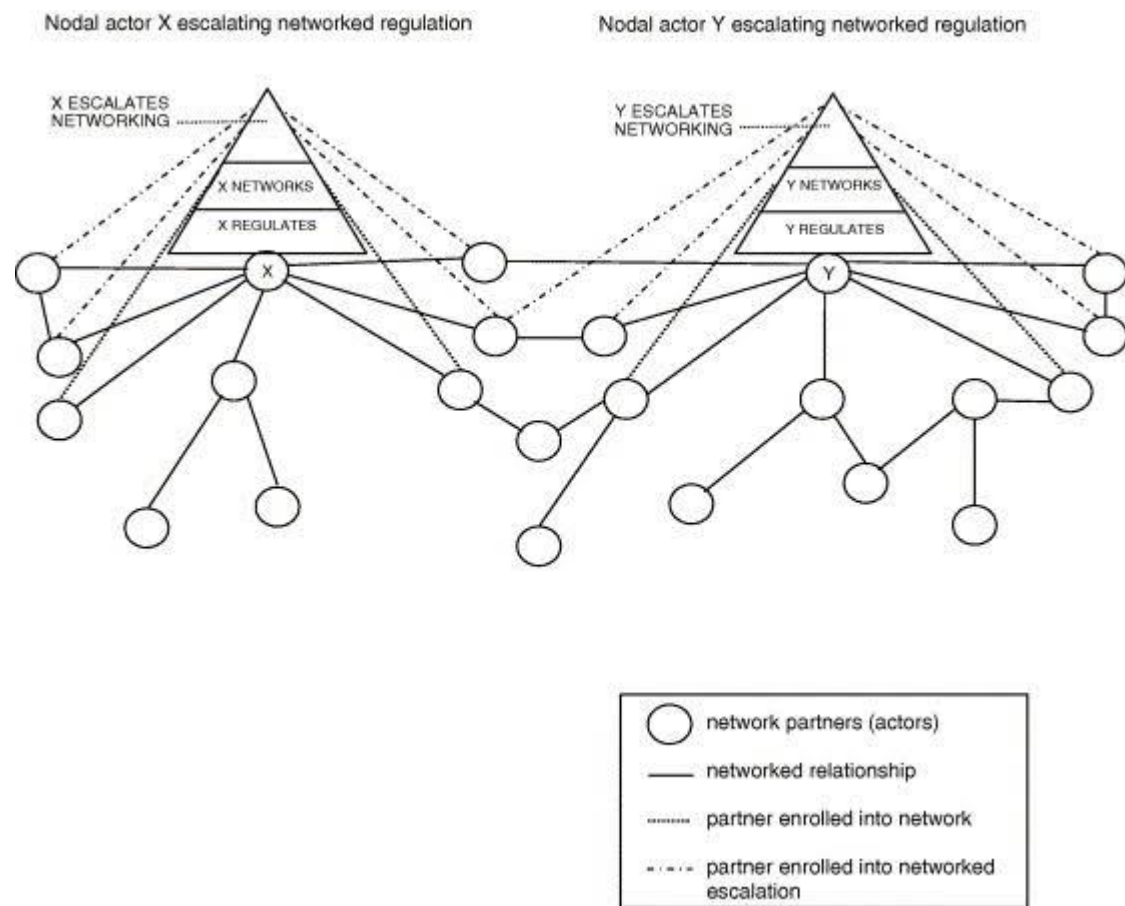 Nodal actor X escalating networked regulation
Nodal actor Y escalating networked regulation
X ESCALATES
NETWORKING
X NETWORKS
X REGULATES
X
Y ESCALATES
NETWORKING
Y NETWORKS
Y REGULATES
Y
network partners (actors)
networked relationship
partner enrolled into network
partner enrolled into networked
escalation